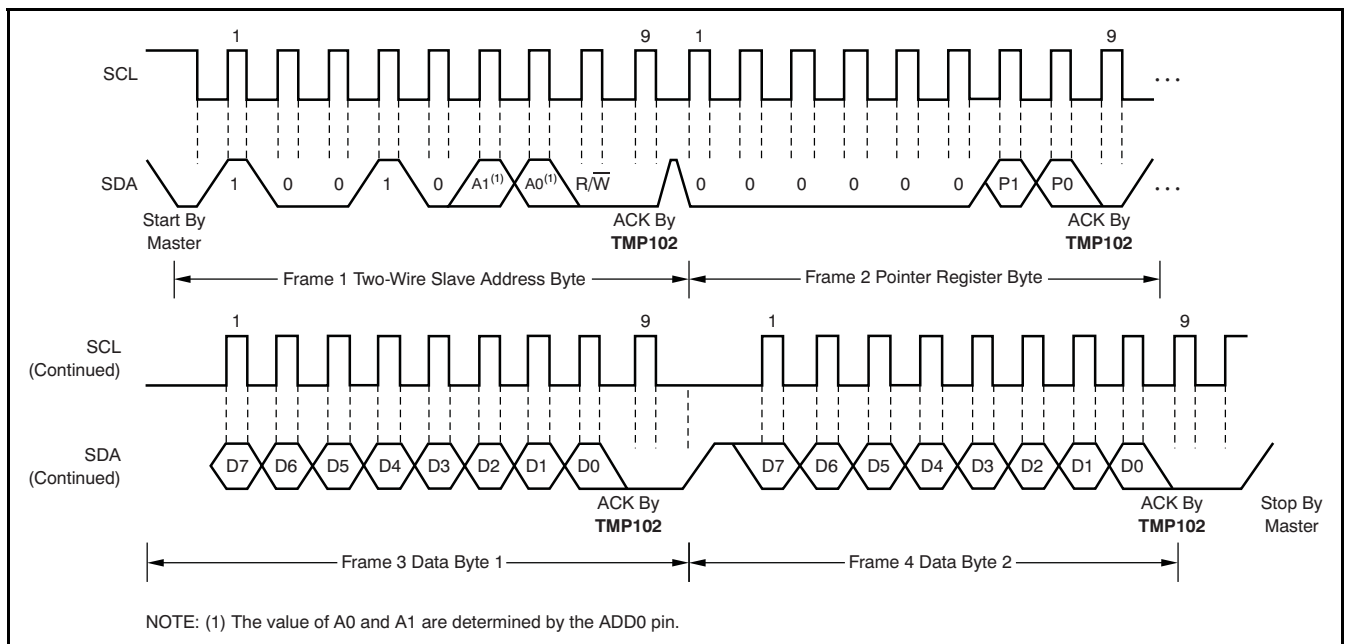 1 9 1 9
SCL ...
SDA 1 0 0 1 0 A1(1) A0(1) R/W̅ 0 0 0 0 0 0 P1 P0 ...
Start By Master
ACK By TMP102
ACK By TMP102
Frame 1 Two-Wire Slave Address Byte
Frame 2 Pointer Register Byte
1 9 1 9
SCL
(Continued)
SDA
(Continued)
D7 D6 D5 D4 D3 D2 D1 D0 D7 D6 D5 D4 D3 D2 D1 D0
ACK By
TMP102
ACK By
TMP102
Stop By
Master
Frame 3 Data Byte 1
Frame 4 Data Byte 2
NOTE: (1) The value of A0 and A1 are determined by the ADD0 pin.